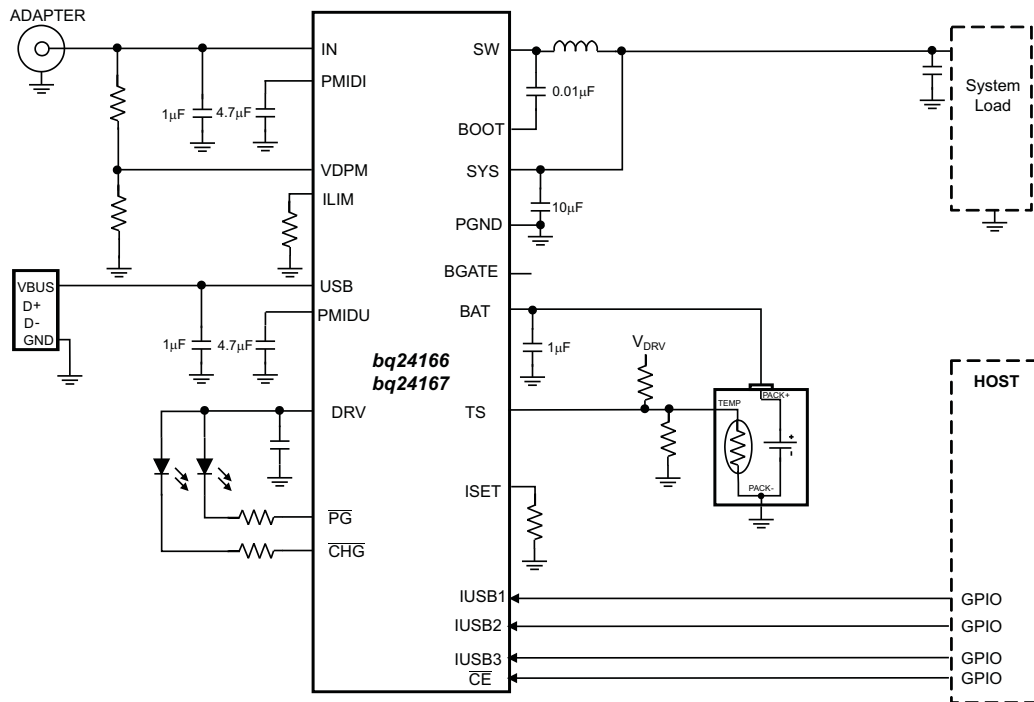 ADAPTER
IN
PMIDI
1μF
4.7μF
VDPM
ILIM
VBUS
D+
D-
GND
USB
PMIDU
1μF
4.7μF
bq24166
bq24167
DRV
PG
CHG
SW
0.01μF
BOOT
SYS
10μF
PGND
BGATE
BAT
1μF
VDRV
TS
TEMP
PACK+
+
-
PACK-
ISET
IUSB1
IUSB2
IUSB3
CE
System
Load
HOST
GPIO
GPIO
GPIO
GPIO